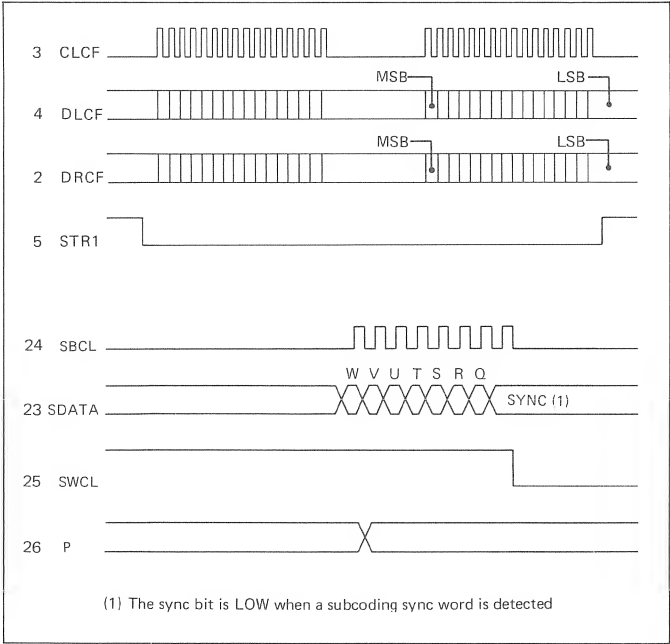 3 CLCF
MSB LSB
4 DLCF
MSB LSB
2 DRCF
5 STR1
24 SBCL
W V U T S R Q
23 SDATA SYNC (1)
25 SWCL
26 P
(1) The sync bit is LOW when a subcoding sync word is detected